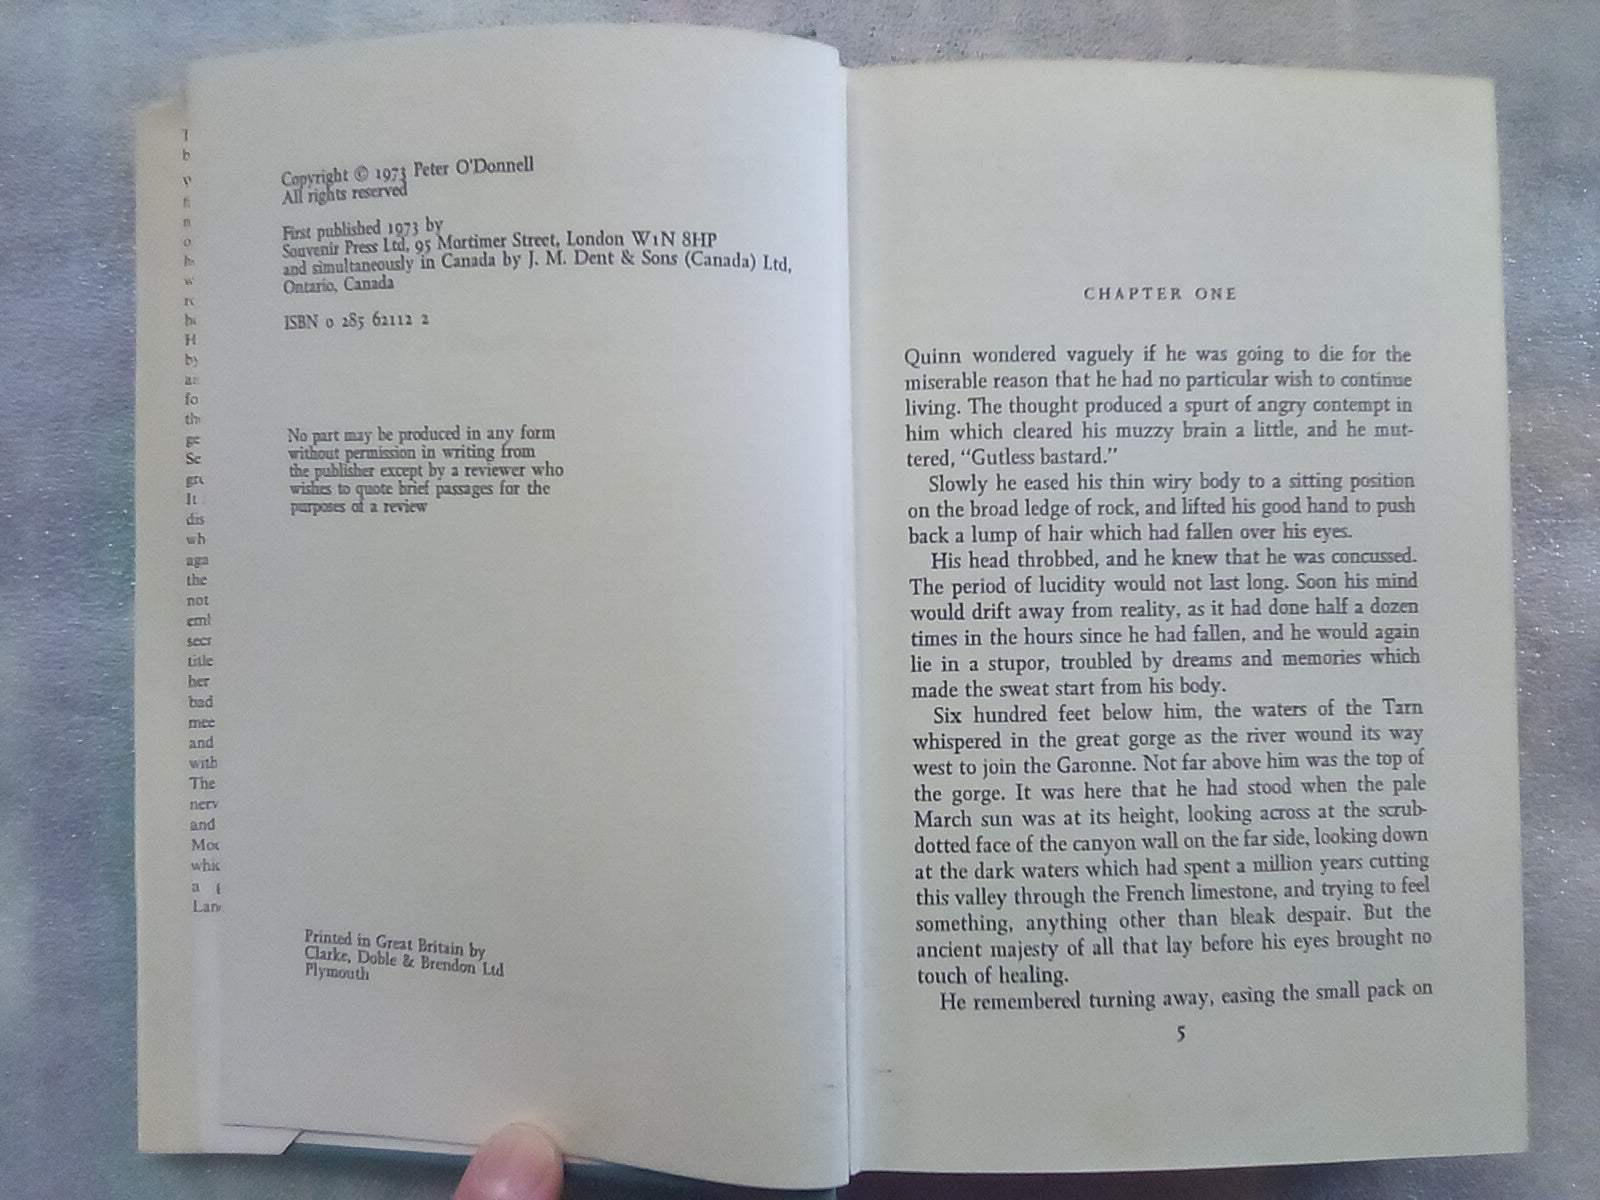 Copyright © 1973 Peter O'Donnell
All rights reserved
First published 1973 by
Souvenir Press Ltd, 95 Mortimer Street, London W1N 8HP
and simultaneously in Canada by J. M. Dent & Sons (Canada) Ltd,
Ontario, Canada
ISBN 0 285 62112 2
No part may be produced in any form
without permission in writing from
the publisher except by a reviewer who
wishes to quote brief passages for the
purposes of a review
Printed in Great Britain by
Clarke, Doble & Brendon Ltd
Plymouth
CHAPTER ONE
Quinn wondered vaguely if he was going to die for the
miserable reason that he had no particular wish to continue
living. The thought produced a spurt of angry contempt in
him which cleared his muzzy brain a little, and he mut-
tered, "Gutless bastard."
Slowly he eased his thin wiry body to a sitting position
on the broad ledge of rock, and lifted his good hand to push
back a lump of hair which had fallen over his eyes.
His head throbbed, and he knew that he was concussed.
The period of lucidity would not last long. Soon his mind
would drift away from reality, as it had done half a dozen
times in the hours since he had fallen, and he would again
lie in a stupor, troubled by dreams and memories which
made the sweat start from his body.
Six hundred feet below him, the waters of the Tarn
whispered in the great gorge as the river wound its way
west to join the Garonne. Not far above him was the top of
the gorge. It was here that he had stood when the pale
March sun was at its height, looking across at the scrub-
dotted face of the canyon wall on the far side, looking down
at the dark waters which had spent a million years cutting
this valley through the French limestone, and trying to feel
something, anything other than bleak despair. But the
ancient majesty of all that lay before his eyes brought no
touch of healing.
He remembered turning away, easing the small pack on
5